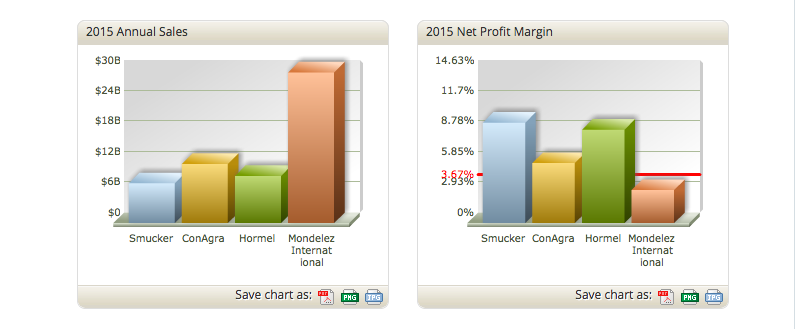 2015 Annual Sales
$30B
$24B
$18B
$12B
$6B
$0
Smucker ConAgra Hormel Mondelez
Internat
ional
Save chart as: PDF PNG JPG
2015 Net Profit Margin
14.63%
11.7%
8.78%
5.85%
3.67%
2.93%
0%
Smucker ConAgra Hormel Mondelez
Internat
ional
Save chart as: PDF PNG JPG